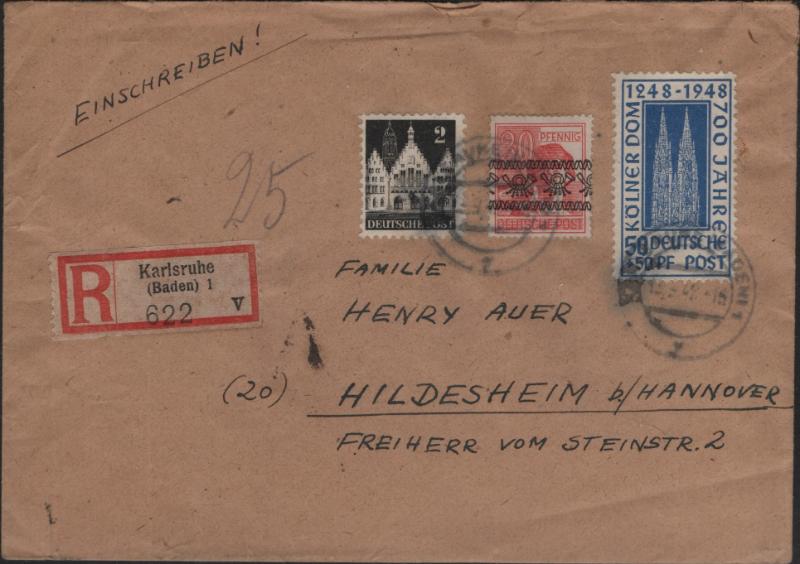 EINSCHREIBEN!
25
2
DEUTSCHE POST
20 PFENNIG
DEUTSCHE POST
1248-1948
KÖLNER DOM
700 JAHRE
50 DEUTSCHE
+50 PF POST
R
Karlsruhe
(Baden) 1
622 V
FAMILIE
HENRY AUER
(20) HILDESHEIM b/HANNOVER
FREIHERR VOM STEINSTR. 2